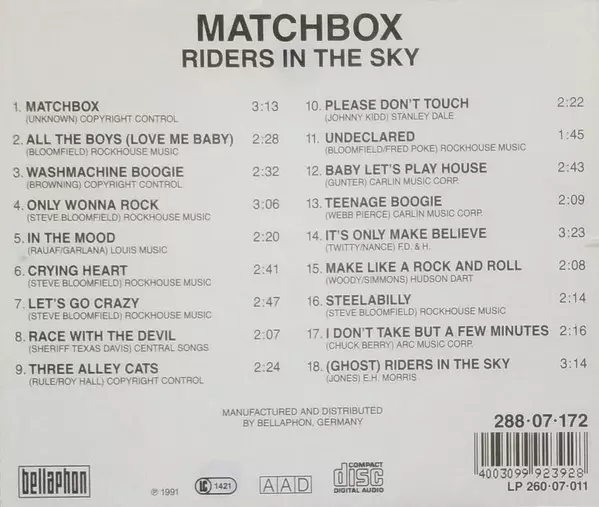 MATCHBOX
RIDERS IN THE SKY
1. MATCHBOX 3:13
(UNKNOWN) COPYRIGHT CONTROL
2. ALL THE BOYS (LOVE ME BABY) 2:28
(BLOOMFIELD) ROCKHOUSE MUSIC
3. WASHMACHINE BOOGIE 2:32
(BROWNING) COPYRIGHT CONTROL
4. ONLY WONNA ROCK 3:06
(STEVE BLOOMFIELD) ROCKHOUSE MUSIC
5. IN THE MOOD 2:20
(RAUAF/GARLANA) LOUIS MUSIC
6. CRYING HEART 2:41
(STEVE BLOOMFIELD) ROCKHOUSE MUSIC
7. LET'S GO CRAZY 2:47
(STEVE BLOOMFIELD) ROCKHOUSE MUSIC
8. RACE WITH THE DEVIL 2:07
(SHERIFF TEXAS DAVIS) CENTRAL SONGS
9. THREE ALLEY CATS 2:24
(RULE/ROY HALL) COPYRIGHT CONTROL
10. PLEASE DON'T TOUCH 2:22
(JOHNNY KIDD) STANLEY DALE
11. UNDECLARED 1:45
(BLOOMFIELD/FRED POKE) ROCKHOUSE MUSIC
12. BABY LET'S PLAY HOUSE 2:43
(GUNTER) CARLIN MUSIC CORP.
13. TEENAGE BOOGIE 2:09
(WEBB PIERCE) CARLIN MUSIC CORP.
14. IT'S ONLY MAKE BELIEVE 3:23
(TWITTY/NANCE) F.D. & H.
15. MAKE LIKE A ROCK AND ROLL 2:08
(WOODY/SIMMONS) HUDSON DART
16. STEELABILLY 2:14
(STEVE BLOOMFIELD) ROCKHOUSE MUSIC
17. I DON'T TAKE BUT A FEW MINUTES 2:16
(CHUCK BERRY) ARC MUSIC CORP.
18. (GHOST) RIDERS IN THE SKY 3:14
(JONES) E.H. MORRIS
MANUFACTURED AND DISTRIBUTED
BY BELLAPHON, GERMANY
288·07·172
4003099 923928
LP 260·07·011
bellaphon
℗ 1991
LC 1421
AAD
COMPACT
disc
DIGITAL AUDIO